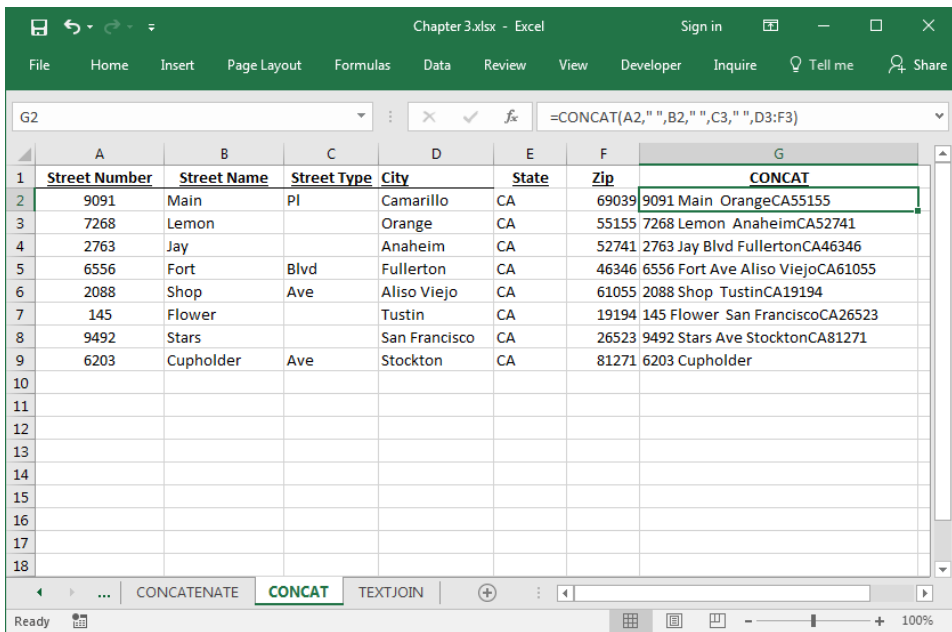 Chapter 3.xlsx - Excel
Sign in
File Home Insert Page Layout Formulas Data Review View Developer Inquire Tell me Share
G2 fx =CONCAT(A2," ",B2," ",C3," ",D3:F3)
A B C D E F G
1 Street Number Street Name Street Type City State Zip CONCAT
2 9091 Main Pl Camarillo CA 69039 9091 Main  OrangeCA55155
3 7268 Lemon Orange CA 55155 7268 Lemon  AnaheimCA52741
4 2763 Jay Anaheim CA 52741 2763 Jay Blvd FullertonCA46346
5 6556 Fort Blvd Fullerton CA 46346 6556 Fort Ave Aliso ViejoCA61055
6 2088 Shop Ave Aliso Viejo CA 61055 2088 Shop  TustinCA19194
7 145 Flower Tustin CA 19194 145 Flower  San FranciscoCA26523
8 9492 Stars San Francisco CA 26523 9492 Stars Ave StocktonCA81271
9 6203 Cupholder Ave Stockton CA 81271 6203 Cupholder
10
11
12
13
14
15
16
17
18
... CONCATENATE CONCAT TEXTJOIN
Ready 100%